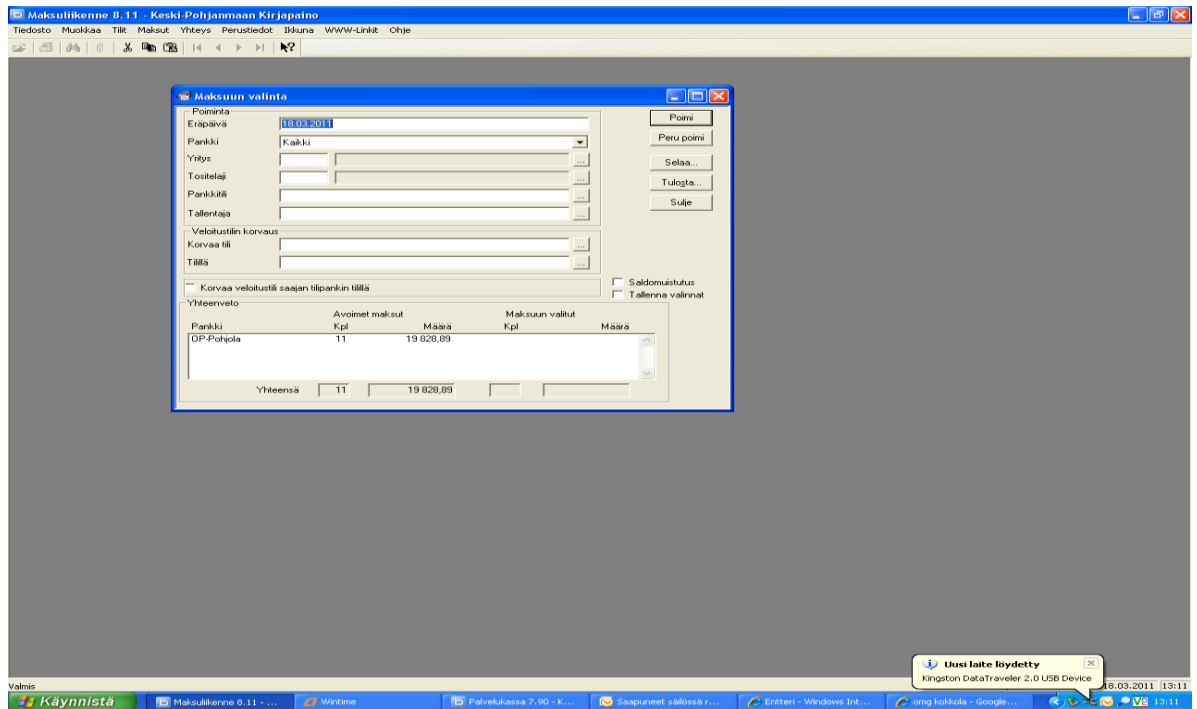 Maksuliikenne 8.11 - Keski-Pohjanmaan Kirjapaino
Tiedosto Muokkaa Tilit Maksut Yhteys Perustiedot Ikkuna WWW-Linkit Ohje
Maksuun valinta
Poiminta
Eräpäivä 18.03.2011 Poimi
Pankki Kaikki Peru poimi
Yritys ... Selaa...
Tositelaji ... Tulosta...
Pankkitili ... Sulje
Tallentaja ...
Veloitustilin korvaus
Korvaa tili ...
Tilillä ...
Korvaa veloitustili saajan tilipankin tilillä
Saldomuistutus
Tallenna valinnat
Yhteenveto
Avoimet maksut Maksuun valitut
Pankki Kpl Määrä Kpl Määrä
OP-Pohjola 11 19 828,89
Yhteensä 11 19 828,89
Uusi laite löydetty
Kingston DataTraveler 2.0 USB Device
Valmis 18.03.2011 13:11
Käynnistä Maksuliikenne 8.11 - ... Wintime Palvelukassa 7.90 - K... Saapuneet säilössä r... Entteri - Windows Int... omg kokkola - Google... 13:11